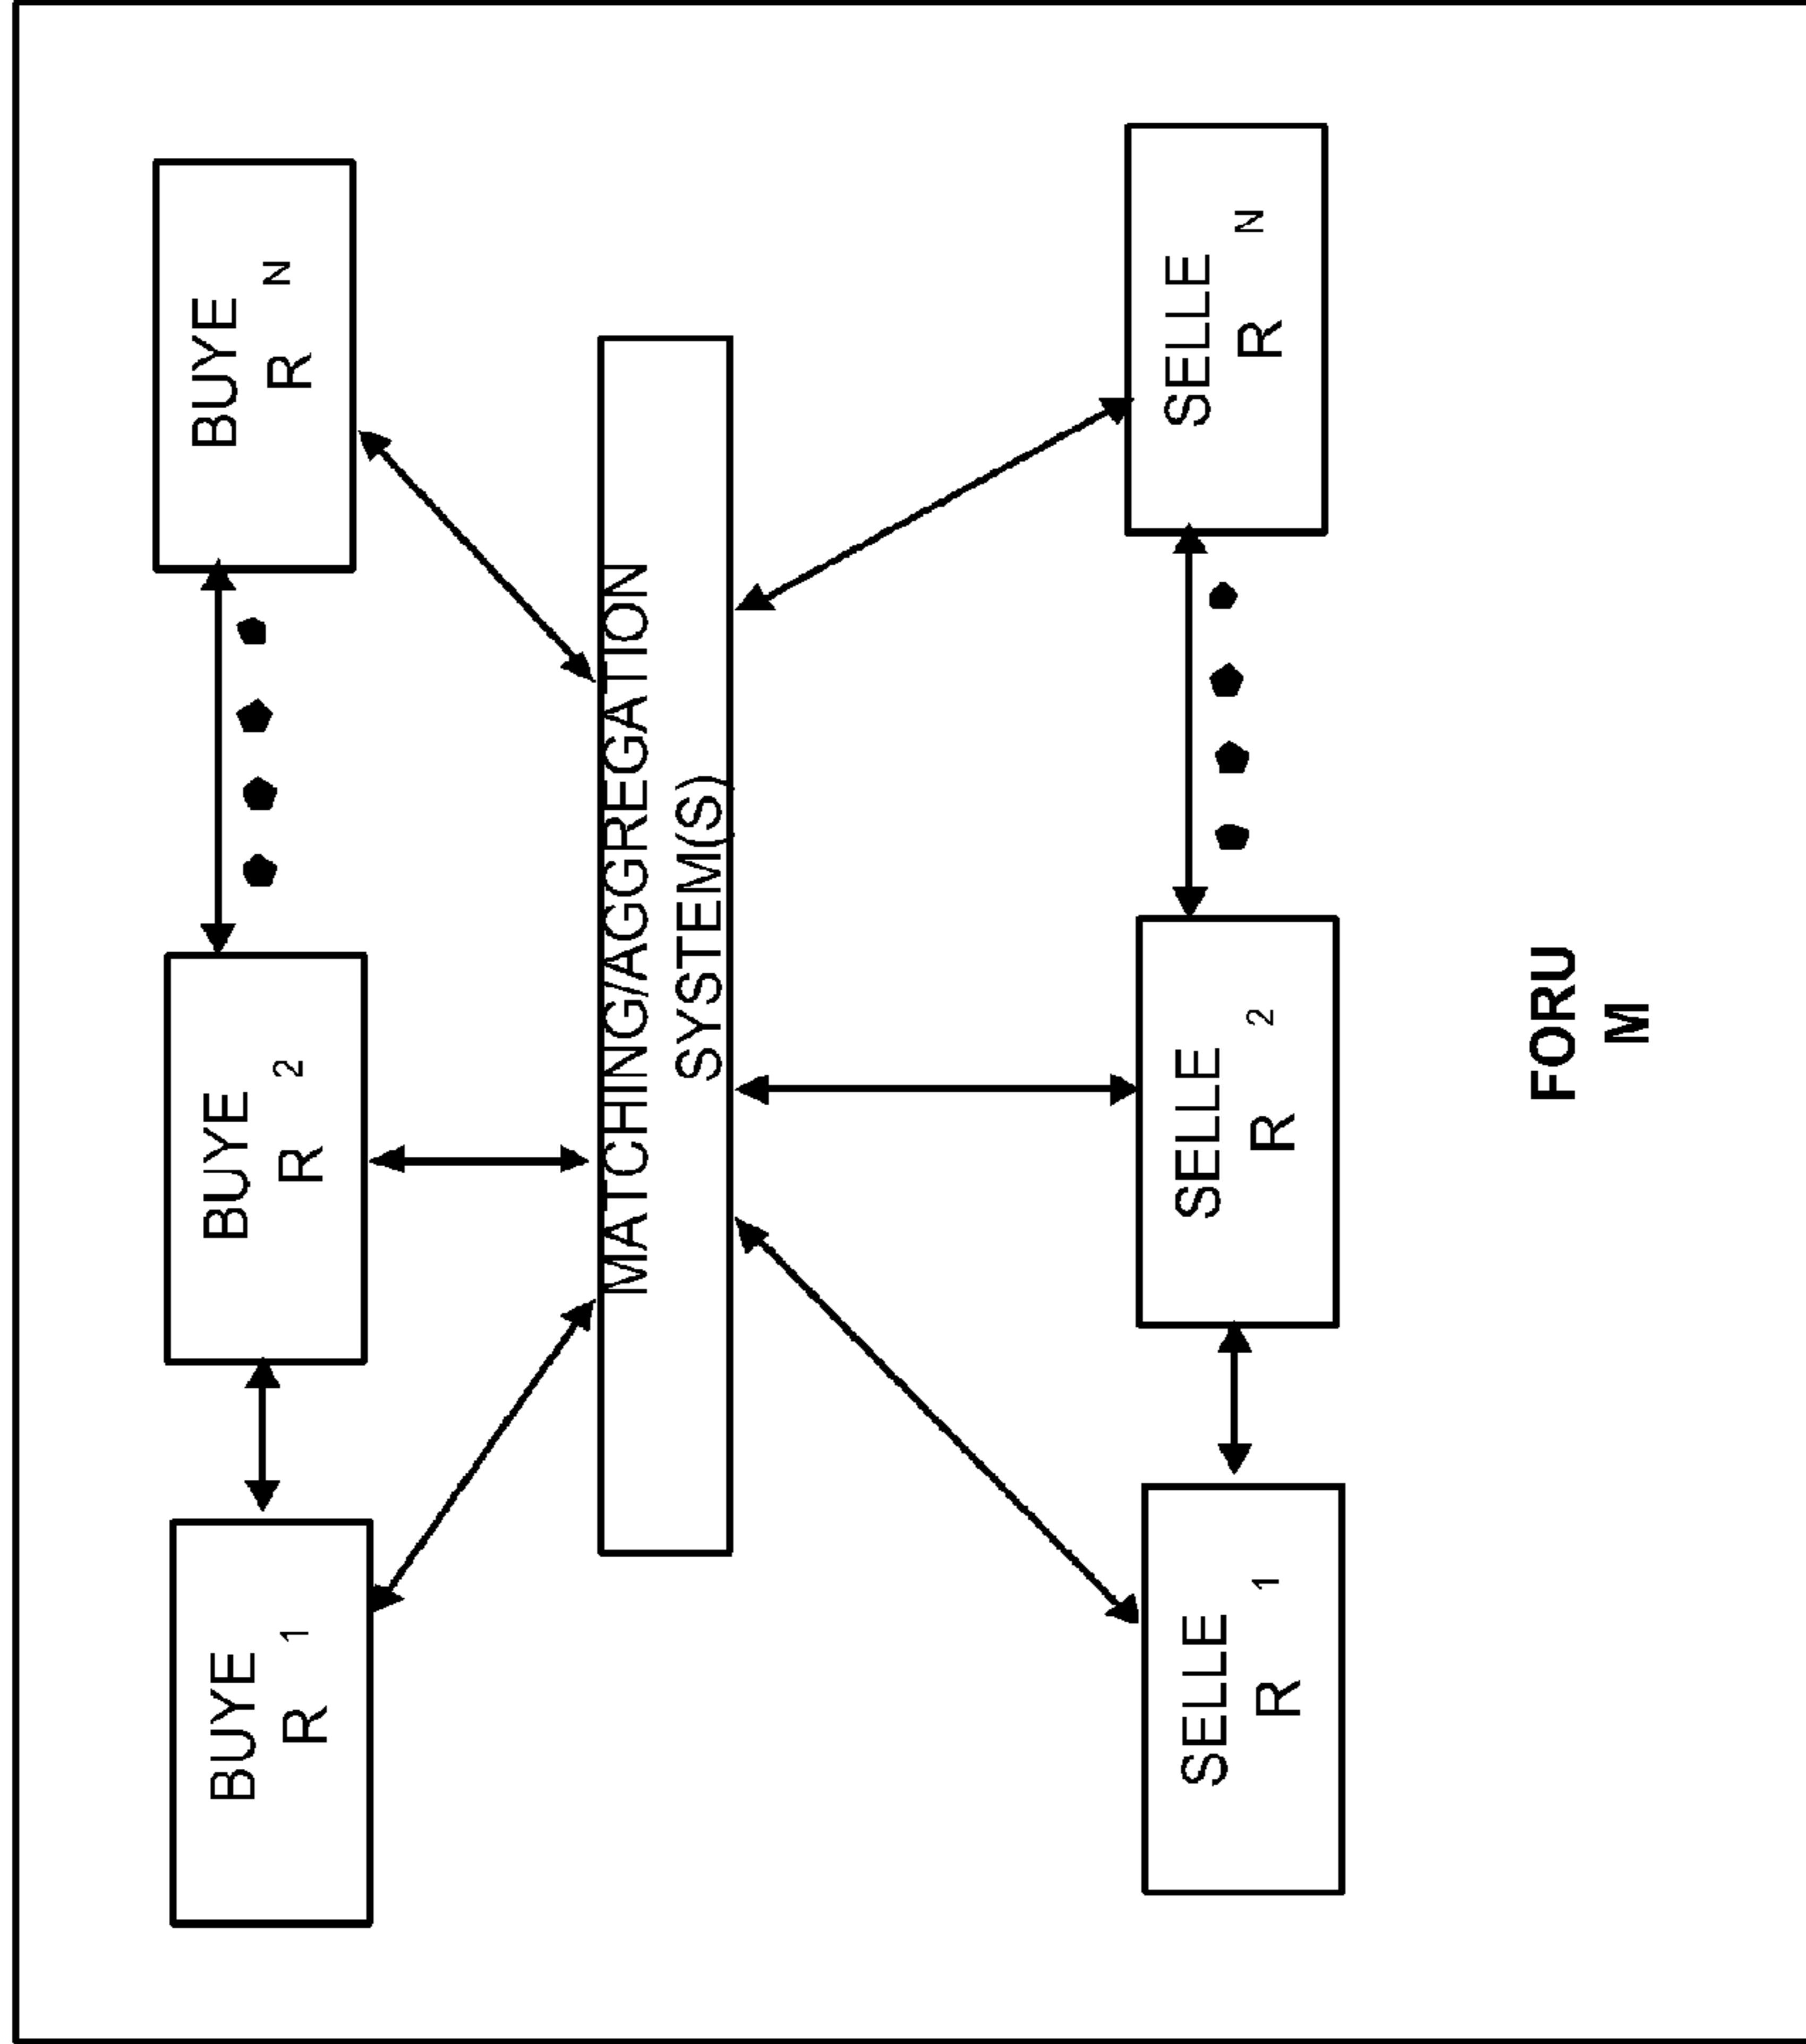 BUYE
R 1
BUYE
R 2
BUYE
R N
MATCHING/AGGREGATION
SYSTEM(S)
SELLE
R 1
SELLE
R 2
SELLE
R N
FORU
M